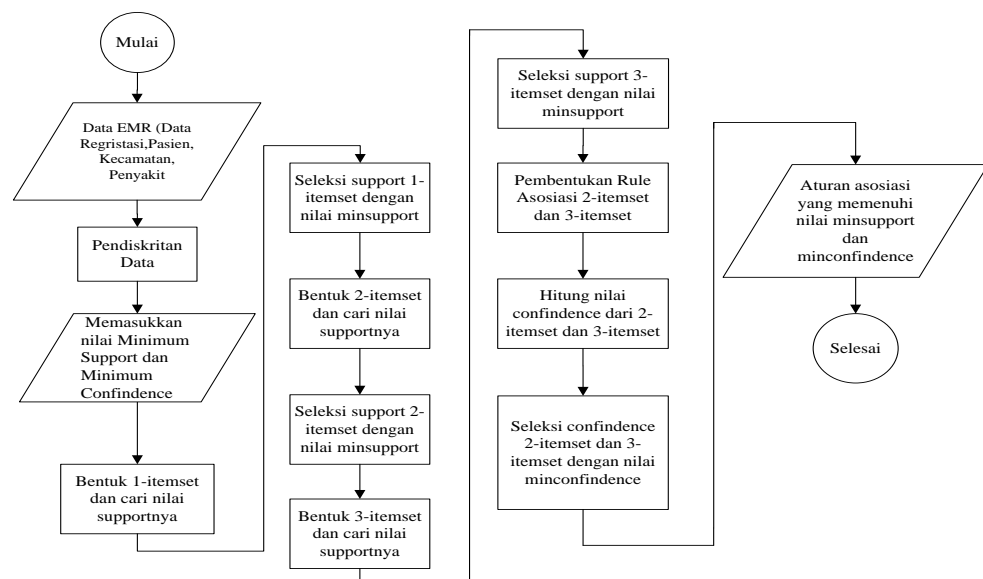 Mulai
Data EMR (Data
Regristasi,Pasien,
Kecamatan,
Penyakit
Pendiskritan
Data
Memasukkan
nilai Minimum
Support dan
Minimum
Confindence
Bentuk 1-itemset
dan cari nilai
supportnya
Seleksi support 1-
itemset dengan
nilai minsupport
Bentuk 2-itemset
dan cari nilai
supportnya
Seleksi support 2-
itemset dengan
nilai minsupport
Bentuk 3-itemset
dan cari nilai
supportnya
Seleksi support 3-
itemset dengan nilai
minsupport
Pembentukan Rule
Asosiasi 2-itemset
dan 3-itemset
Hitung nilai
confindence dari 2-
itemset dan 3-itemset
Seleksi confindence
2-itemset dan 3-
itemset dengan nilai
minconfindence
Aturan asosiasi
yang memenuhi
nilai minsupport
dan
minconfindence
Selesai